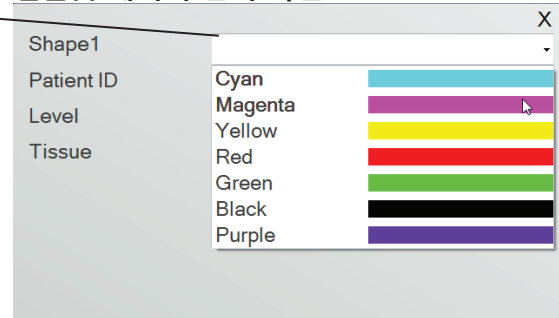 X
Shape1
Patient ID
Level
Tissue
Cyan
Magenta
Yellow
Red
Green
Black
Purple